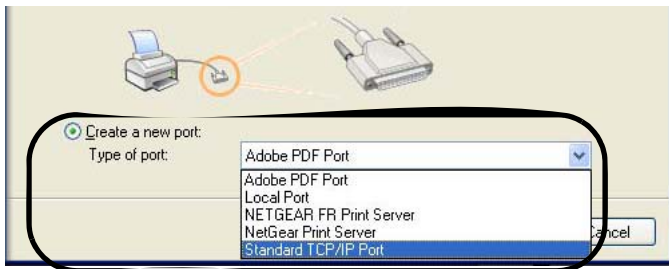 Create a new port:
Type of port:
Adobe PDF Port
Adobe PDF Port
Local Port
NETGEAR FR Print Server
NetGear Print Server
Standard TCP/IP Port
Cancel